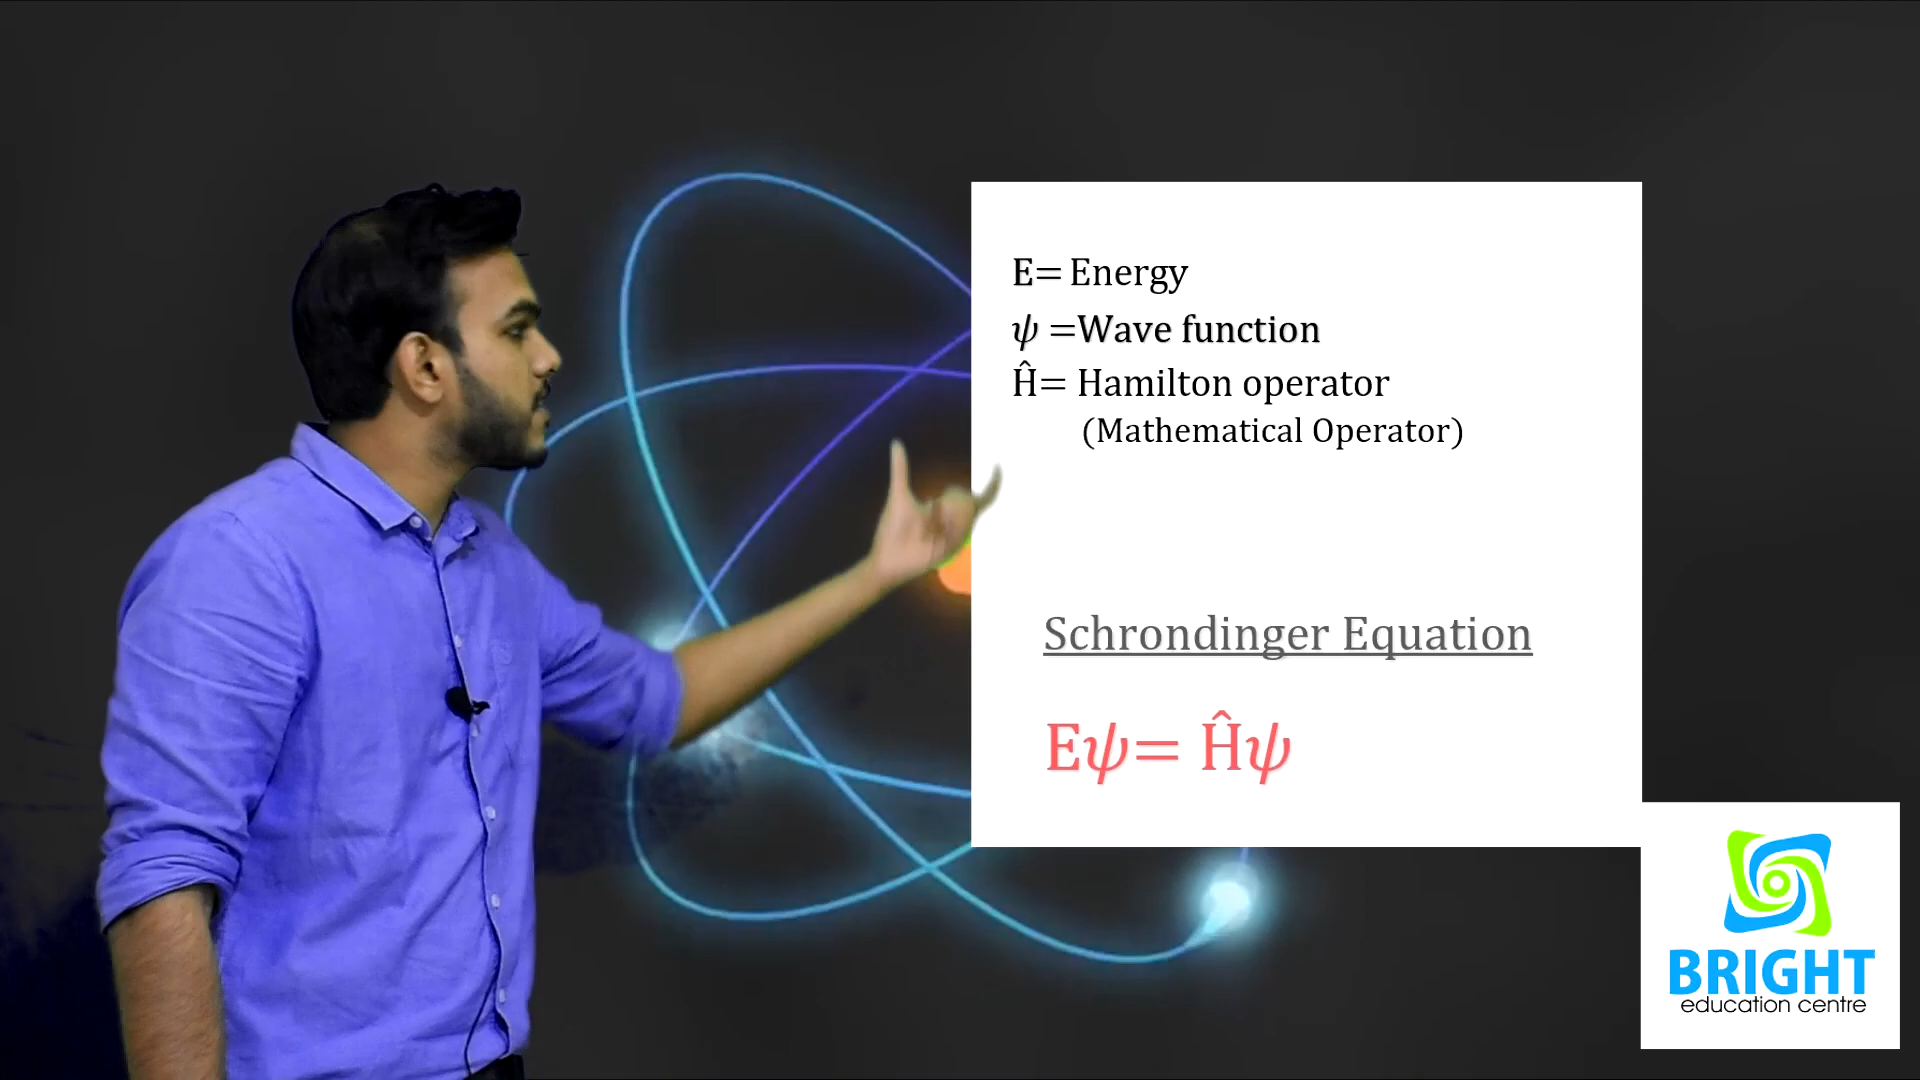 E= Energy
ψ =Wave function
Ĥ= Hamilton operator
(Mathematical Operator)
Schrondinger Equation
Eψ= Ĥψ
BRIGHT
education centre